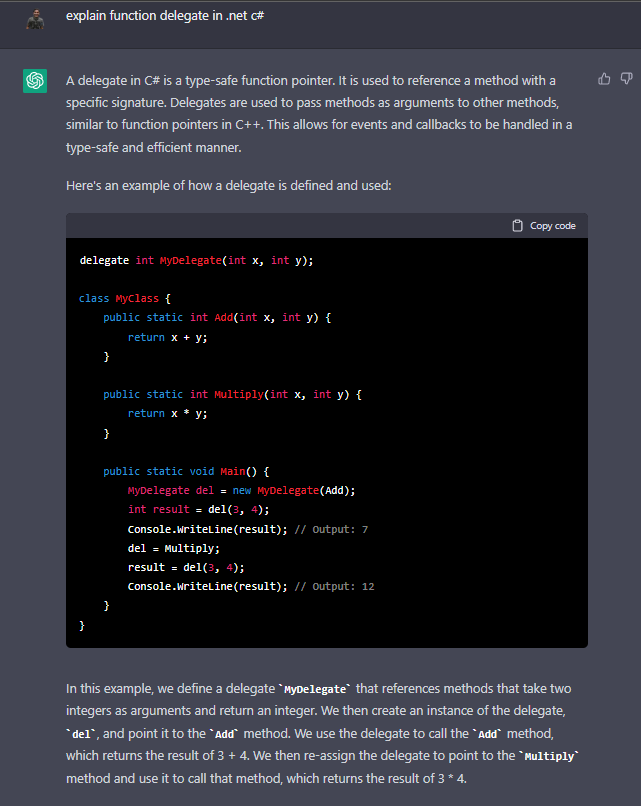 explain function delegate in .net c#
A delegate in C# is a type-safe function pointer. It is used to reference a method with a
specific signature. Delegates are used to pass methods as arguments to other methods,
similar to function pointers in C++. This allows for events and callbacks to be handled in a
type-safe and efficient manner.
Here's an example of how a delegate is defined and used:
Copy code
delegate int MyDelegate(int x, int y);
class MyClass {
    public static int Add(int x, int y) {
        return x + y;
    }
    public static int Multiply(int x, int y) {
        return x * y;
    }
    public static void Main() {
        MyDelegate del = new MyDelegate(Add);
        int result = del(3, 4);
        Console.WriteLine(result); // Output: 7
        del = Multiply;
        result = del(3, 4);
        Console.WriteLine(result); // Output: 12
    }
}
In this example, we define a delegate `MyDelegate` that references methods that take two
integers as arguments and return an integer. We then create an instance of the delegate,
`del`, and point it to the `Add` method. We use the delegate to call the `Add` method,
which returns the result of 3 + 4. We then re-assign the delegate to point to the `Multiply`
method and use it to call that method, which returns the result of 3 * 4.